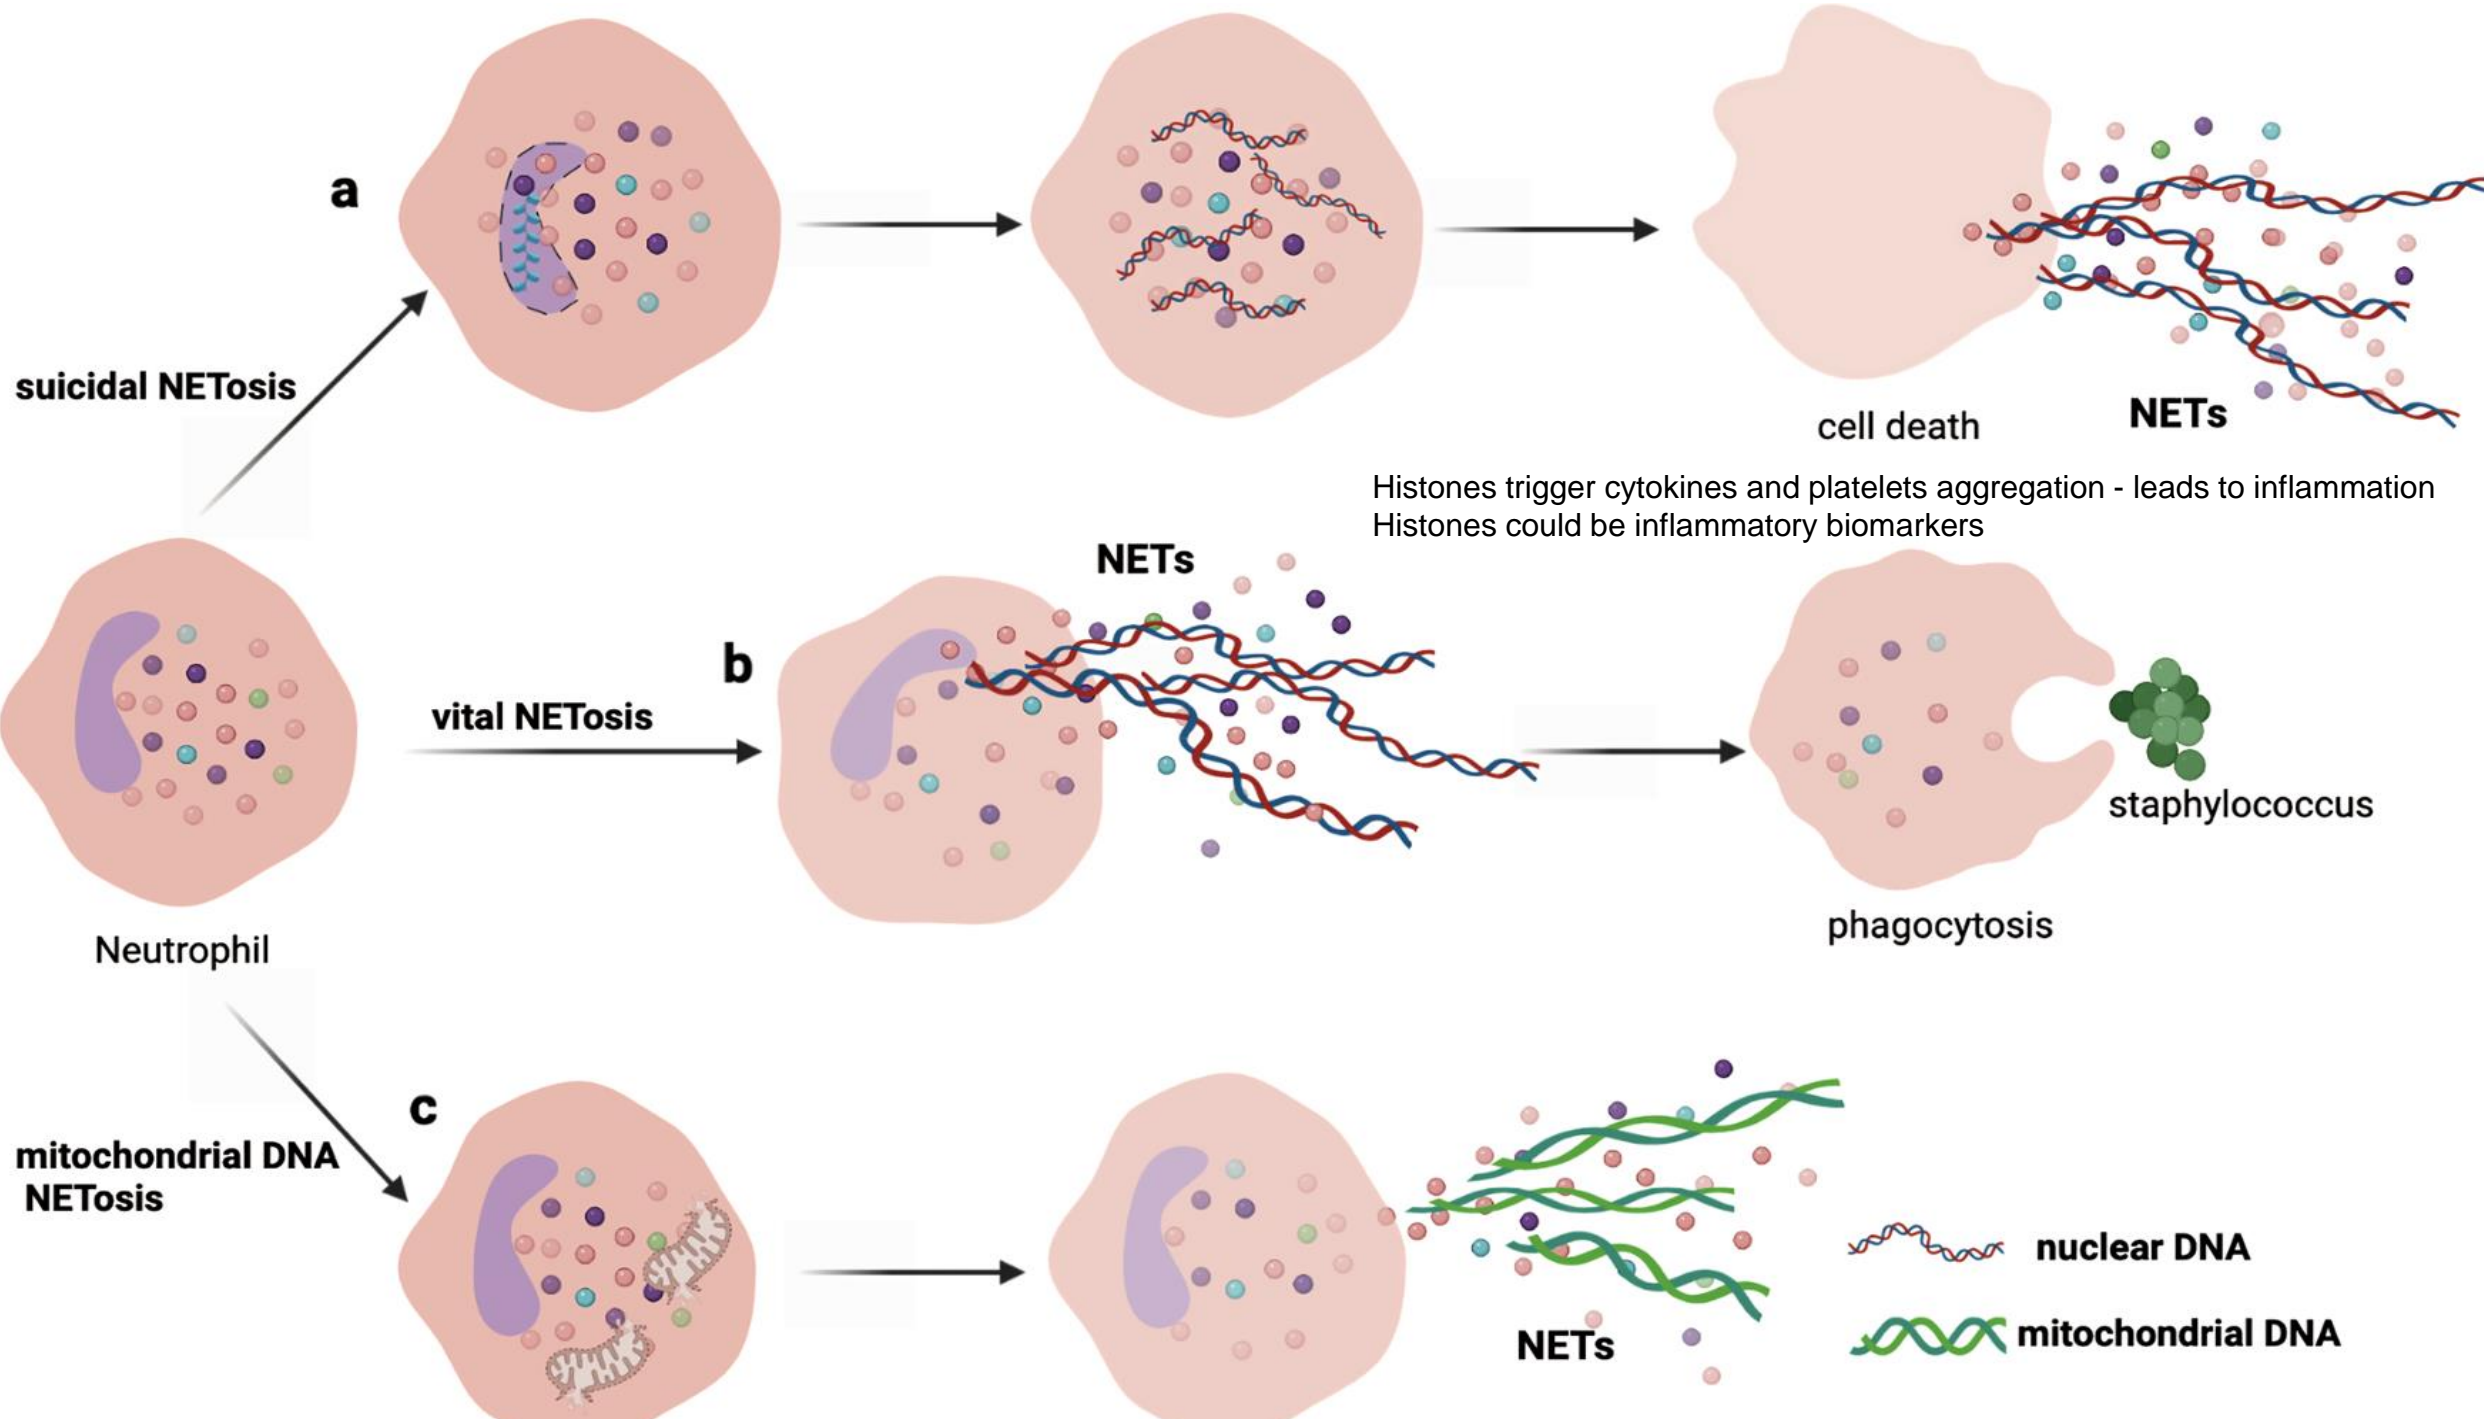 a
suicidal NETosis
cell death
NETs
Histones trigger cytokines and platelets aggregation - leads to inflammation
Histones could be inflammatory biomarkers
NETs
b
vital NETosis
staphylococcus
phagocytosis
Neutrophil
c
mitochondrial DNA
NETosis
nuclear DNA
mitochondrial DNA
NETs